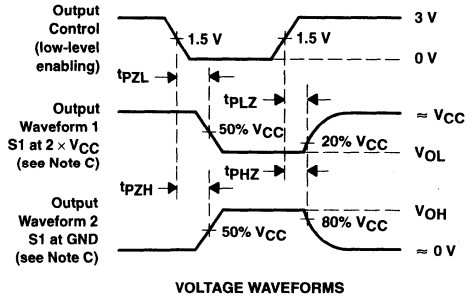 Output
Control
(low-level
enabling)
1.5 V
1.5 V
3 V
0 V
tPZL
tPLZ
Output
Waveform 1
S1 at 2 × VCC
(see Note C)
50% VCC
20% VCC
≈ VCC
VOL
tPZH
tPHZ
Output
Waveform 2
S1 at GND
(see Note C)
50% VCC
80% VCC
VOH
≈ 0 V
VOLTAGE WAVEFORMS